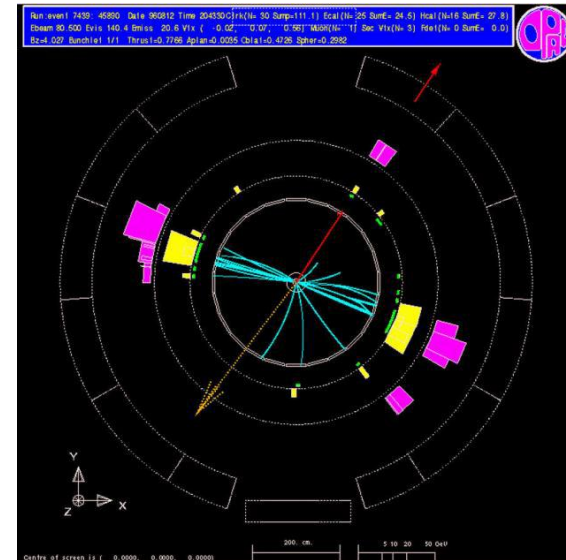 Run:event 7439: 45890 Date 960812 Time 204330 Ctrk(N= 30 Sump=111.1) Ecal(N= 25 SumE= 24.5) Hcal(N=16 SumE= 27.8)
Ebeam 80.500 Evis 140.4 Emiss 20.6 Vtx ( -0.02, 0.07, 0.56) Muon(N= 1) Sec Vtx(N= 3) Fdet(N= 0 SumE= 0.0)
Bz=4.027 Bunchlet 1/1 Thrust=0.7766 Aplan=0.0035 Oblat=0.4726 Spher=0.2982
OPAL
Y
X
Z
200. cm.
5 10 20 50 GeV
Centre of screen is ( 0.0000, 0.0000, 0.0000)